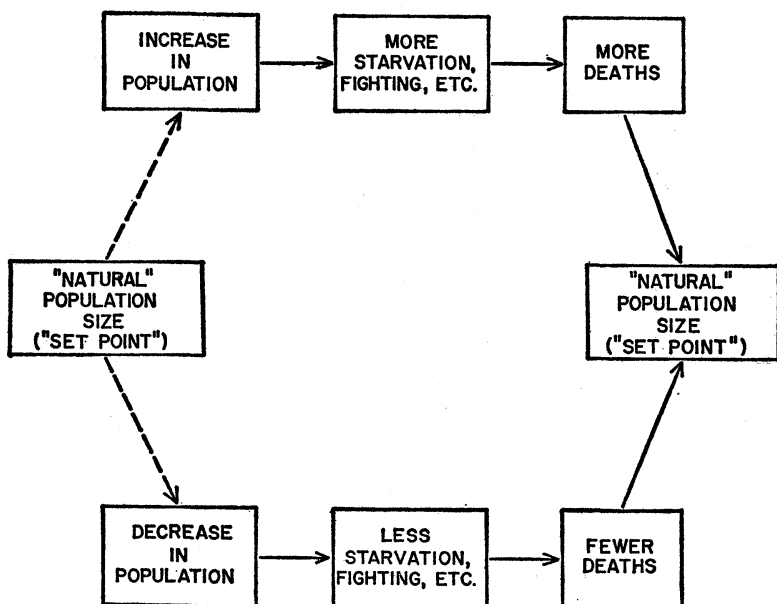 INCREASE
IN
POPULATION
MORE
STARVATION,
FIGHTING, ETC.
MORE
DEATHS
"NATURAL"
POPULATION
SIZE
("SET POINT")
"NATURAL"
POPULATION
SIZE
("SET POINT")
DECREASE
IN
POPULATION
LESS
STARVATION,
FIGHTING, ETC.
FEWER
DEATHS